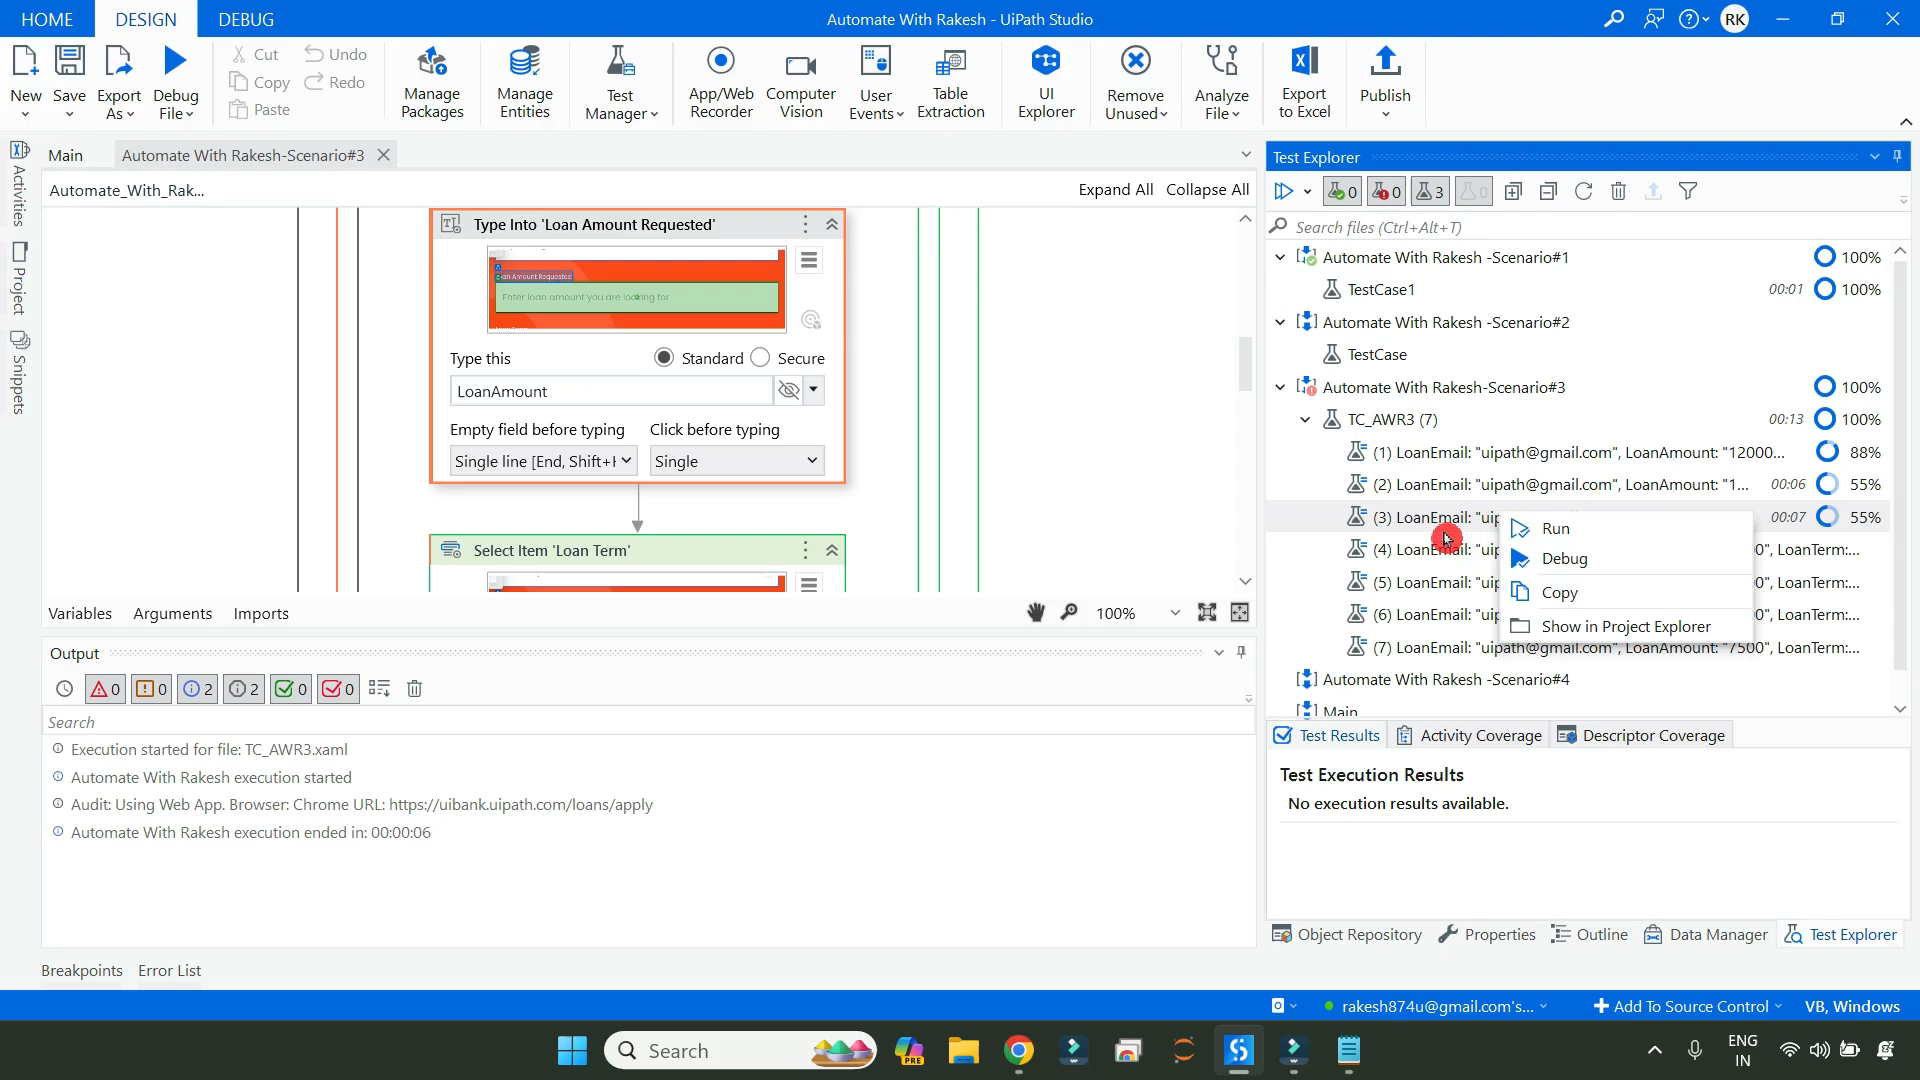 HOME DESIGN DEBUG
Automate With Rakesh - UiPath Studio
RK
New
Save
Export As
Debug File
Cut
Copy
Paste
Undo
Redo
Manage Packages
Manage Entities
Test Manager
App/Web Recorder
Computer Vision
User Events
Table Extraction
UI Explorer
Remove Unused
Analyze File
Export to Excel
Publish
Activities
Project
Snippets
Main
Automate With Rakesh-Scenario#3
Automate_With_Rak...
Expand All Collapse All
Type Into 'Loan Amount Requested'
Loan Amount Requested
Enter loan amount you are looking for
Type this
Standard
Secure
LoanAmount
Empty field before typing
Click before typing
Single line [End, Shift+H
Single
Select Item 'Loan Term'
Variables Arguments Imports
100%
Output
0 0 2 2 0 0
Search
Execution started for file: TC_AWR3.xaml
Automate With Rakesh execution started
Audit: Using Web App. Browser: Chrome URL: https://uibank.uipath.com/loans/apply
Automate With Rakesh execution ended in: 00:00:06
Breakpoints Error List
Test Explorer
0 0 3 0
Search files (Ctrl+Alt+T)
Automate With Rakesh -Scenario#1 100%
TestCase1 00:01 100%
Automate With Rakesh -Scenario#2
TestCase
Automate With Rakesh-Scenario#3 100%
TC_AWR3 (7) 00:13 100%
(1) LoanEmail: "uipath@gmail.com", LoanAmount: "12000... 88%
(2) LoanEmail: "uipath@gmail.com", LoanAmount: "1... 00:06 55%
(3) LoanEmail: "uip 00:07 55%
(4) LoanEmail: "uip 0", LoanTerm:...
(5) LoanEmail: "uip 0", LoanTerm:...
(6) LoanEmail: "uip 0", LoanTerm:...
(7) LoanEmail: "uipath@gmail.com", LoanAmount: "7500", LoanTerm:...
Run
Debug
Copy
Show in Project Explorer
Automate With Rakesh -Scenario#4
Main
Test Results
Activity Coverage
Descriptor Coverage
Test Execution Results
No execution results available.
Object Repository
Properties
Outline
Data Manager
Test Explorer
rakesh874u@gmail.com's...
Add To Source Control
VB, Windows
Search
PRE
ENG
IN